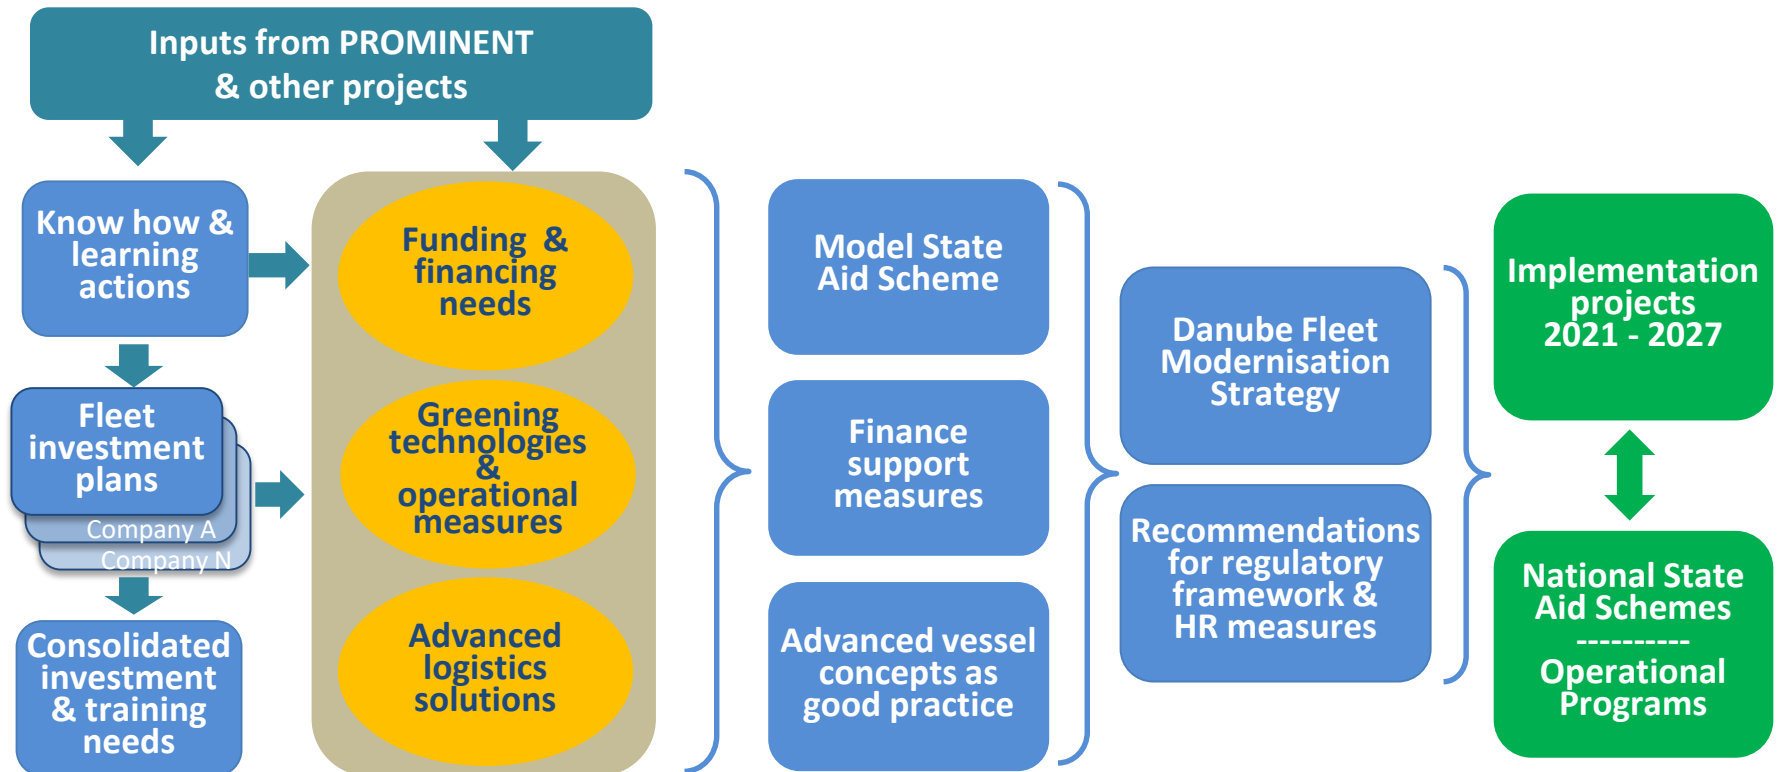 Inputs from PROMINENT
& other projects
Know how &
learning
actions
Fleet
investment
plans
Company A
Company N
Consolidated
investment
& training
needs
Funding & 
financing
needs
Greening
technologies
&
operational
measures
Advanced
logistics
solutions
Model State
Aid Scheme
Finance
support
measures
Advanced vessel
concepts as
good practice
Danube Fleet
Modernisation
Strategy
Recommendations
for regulatory
framework &
HR measures
Implementation
projects
2021 - 2027
National State
Aid Schemes
----------
Operational
Programs